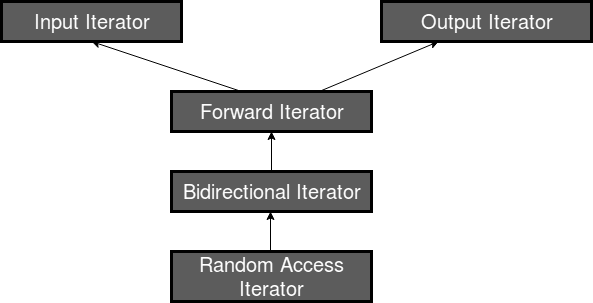 Input Iterator
Output Iterator
Forward Iterator
Bidirectional Iterator
Random Access
Iterator